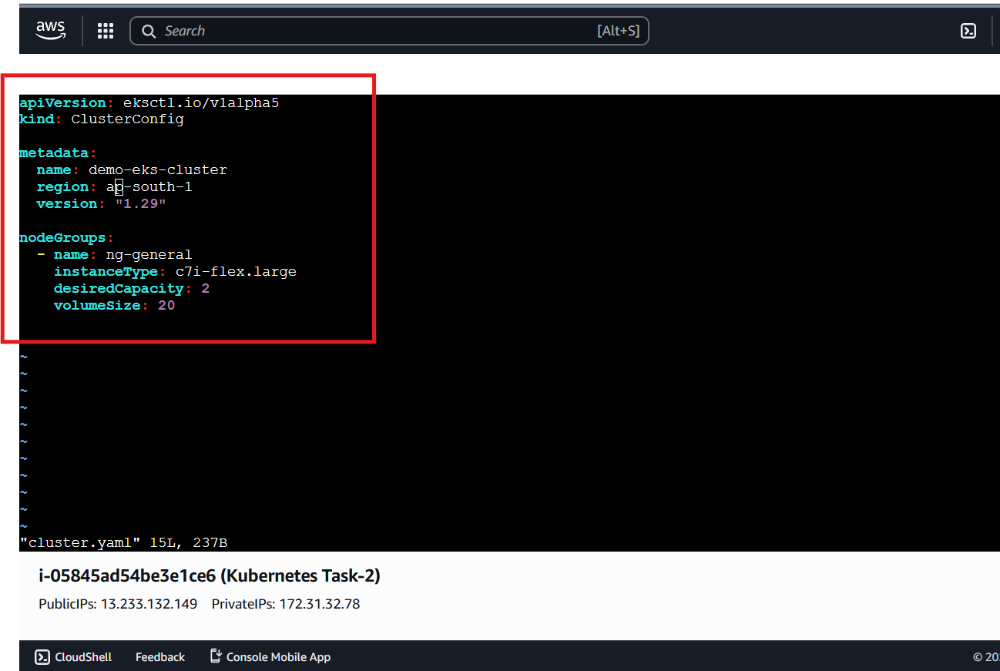 aws
Search [Alt+S]
apiVersion: eksctl.io/v1alpha5
kind: ClusterConfig
metadata:
  name: demo-eks-cluster
  region: ap-south-1
  version: "1.29"
nodeGroups:
  - name: ng-general
    instanceType: c7i-flex.large
    desiredCapacity: 2
    volumeSize: 20
~
~
~
~
~
~
~
~
~
~
~
"cluster.yaml" 15L, 237B
i-05845ad54be3e1ce6 (Kubernetes Task-2)
PublicIPs: 13.233.132.149 PrivateIPs: 172.31.32.78
CloudShell Feedback Console Mobile App ©